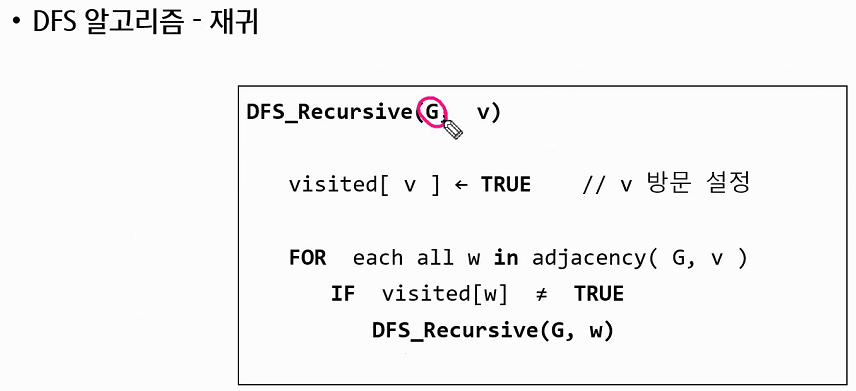 • DFS 알고리즘 - 재귀
DFS_Recursive(G, v)
visited[ v ] ← TRUE // v 방문 설정
FOR each all w in adjacency( G, v )
IF visited[w] ≠ TRUE
DFS_Recursive(G, w)